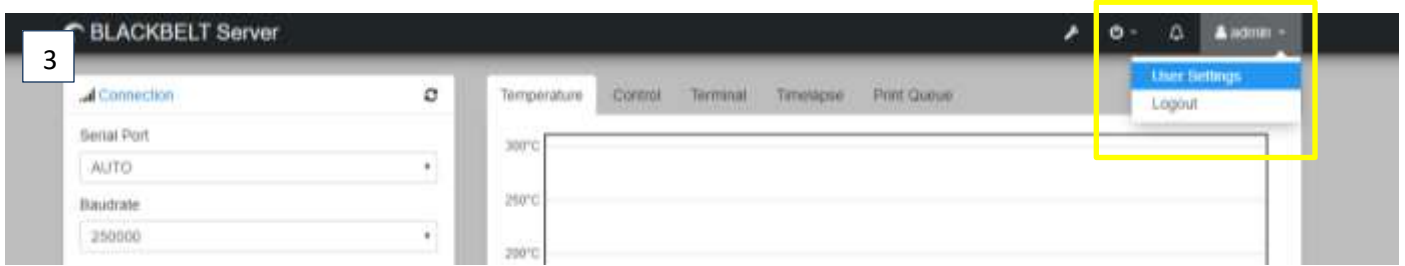 BLACKBELT Server
admin
3
User Settings
Logout
Connection
Serial Port
AUTO
Baudrate
250000
Temperature Control Terminal Timelapse Print Queue
300°C
250°C
200°C